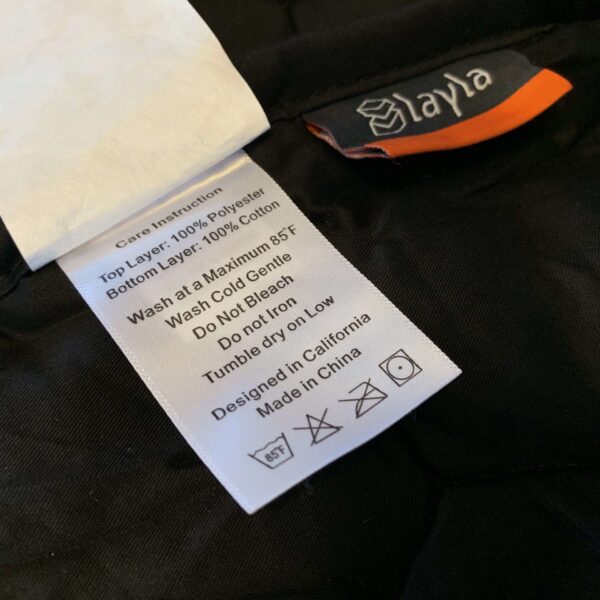 layla
Care Instruction
Top Layer: 100% Polyester
Bottom Layer: 100% Cotton
Wash at a Maximum 85°F
Wash Cold Gentle
Do Not Bleach
Do not Iron
Tumble dry on Low
Designed in California
Made in China
85°F